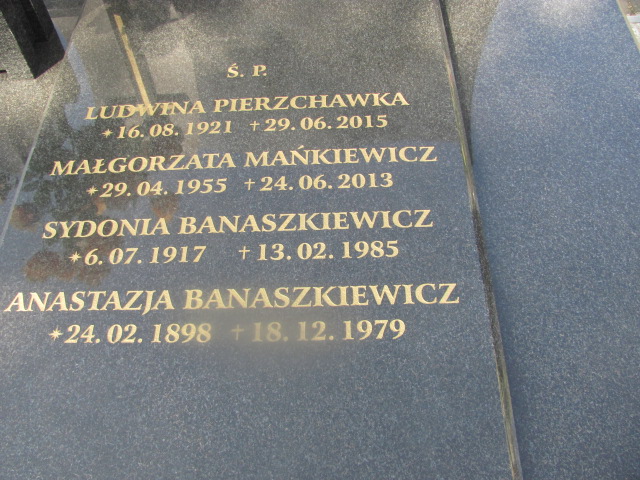 Ś. P.
LUDWINA PIERZCHAWKA
*16.08.1921 †29.06.2015
MAŁGORZATA MAŃKIEWICZ
*29.04.1955 †24.06.2013
SYDONIA BANASZKIEWICZ
*6.07.1917 †13.02.1985
ANASTAZJA BANASZKIEWICZ
*24.02.1898 †18.12.1979